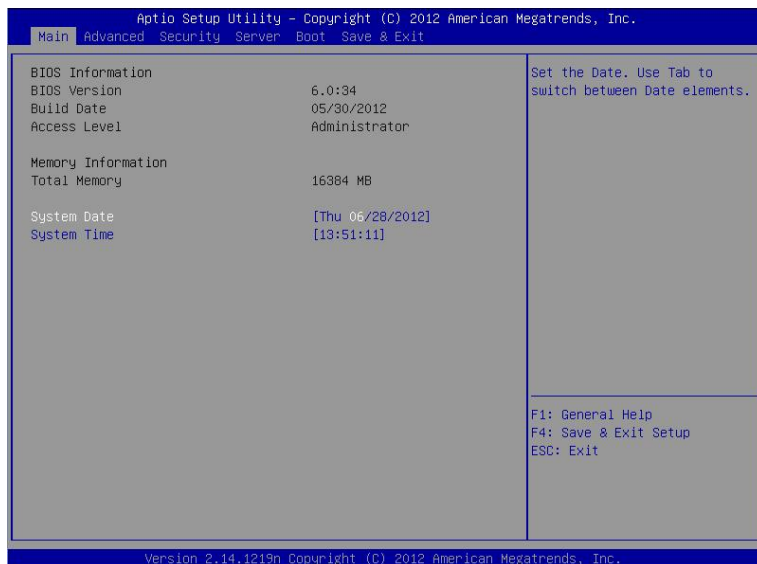 Aptio Setup Utility – Copyright (C) 2012 American Megatrends, Inc.
Main Advanced Security Server Boot Save & Exit
BIOS Information
BIOS Version 6.0:34
Build Date 05/30/2012
Access Level Administrator
Memory Information
Total Memory 16384 MB
System Date [Thu 06/28/2012]
System Time [13:51:11]
Set the Date. Use Tab to
switch between Date elements.
F1: General Help
F4: Save & Exit Setup
ESC: Exit
Version 2.14.1219n Copyright (C) 2012 American Megatrends, Inc.